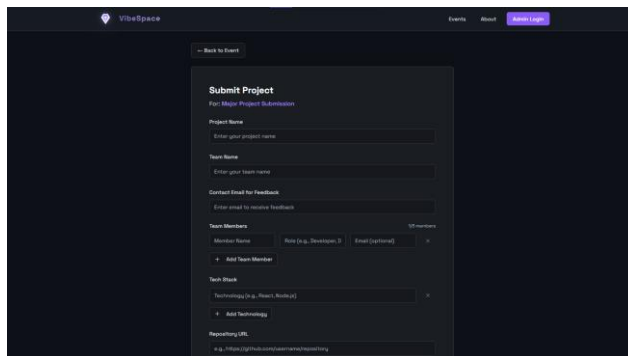 VibeSpace
Events About Admin Login
← Back to Event
Submit Project
For: Major Project Submission
Project Name
Enter your project name
Team Name
Enter your team name
Contact Email for Feedback
Enter email to receive feedback
Team Members 1/5 members
Member Name Role (e.g., Developer, D Email (optional) ×
+ Add Team Member
Tech Stack
Technology (e.g., React, Node.js) ×
+ Add Technology
Repository URL
e.g., https://github.com/username/repository